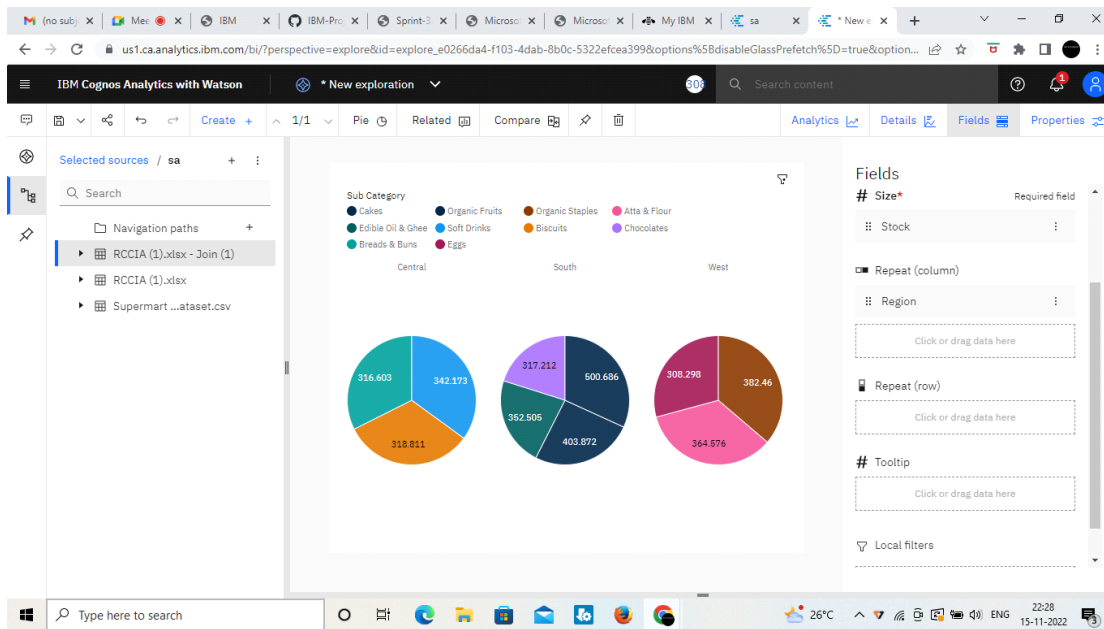 (no subj
Mee
IBM
IBM-Pro
Sprint-3
Microso
Microso
My IBM
sa
* New e
us1.ca.analytics.ibm.com/bi/?perspective=explore&id=explore_e0266da4-f103-4dab-8b0c-5322efcea399&options%5BdisableGlassPrefetch%5D=true&option...
IBM Cognos Analytics with Watson
* New exploration
308
Search content
1
Create +
1/1
Pie
Related
Compare
Analytics
Details
Fields
Properties
Selected sources / sa
Search
Navigation paths
RCCIA (1).xlsx - Join (1)
RCCIA (1).xlsx
Supermart ...ataset.csv
Sub Category
Cakes Organic Fruits Organic Staples Atta & Flour
Edible Oil & Ghee Soft Drinks Biscuits Chocolates
Breads & Buns Eggs
Central South West
316.603
342.173
318.811
317.212
500.686
352.505
403.872
308.298
382.46
364.576
Fields
# Size* Required field
Stock
Repeat (column)
Region
Click or drag data here
Repeat (row)
Click or drag data here
# Tooltip
Click or drag data here
Local filters
Type here to search
26°C
ENG
22:28
15-11-2022
3